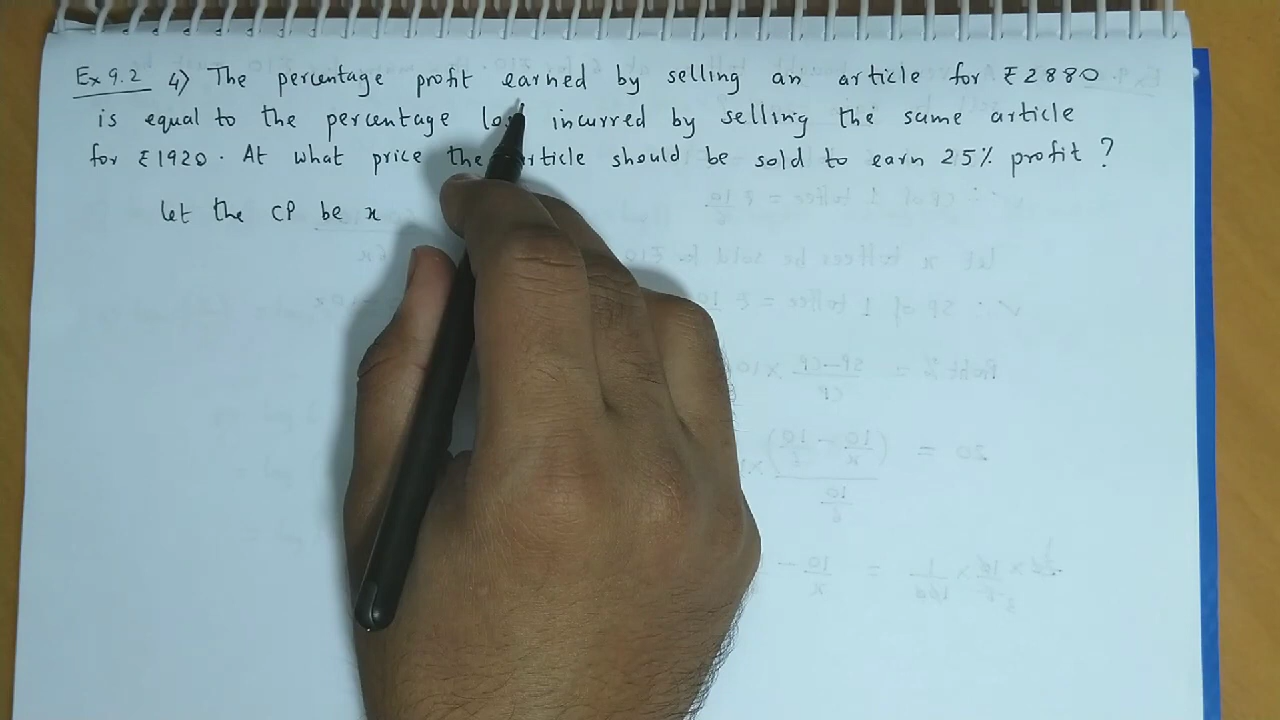 Ex 9.2 4) The percentage profit earned by selling an article for ₹2880
is equal to the percentage incurred by selling the same article
for ₹1920. At what price the article should be sold to earn 25% profit?
let the CP be x